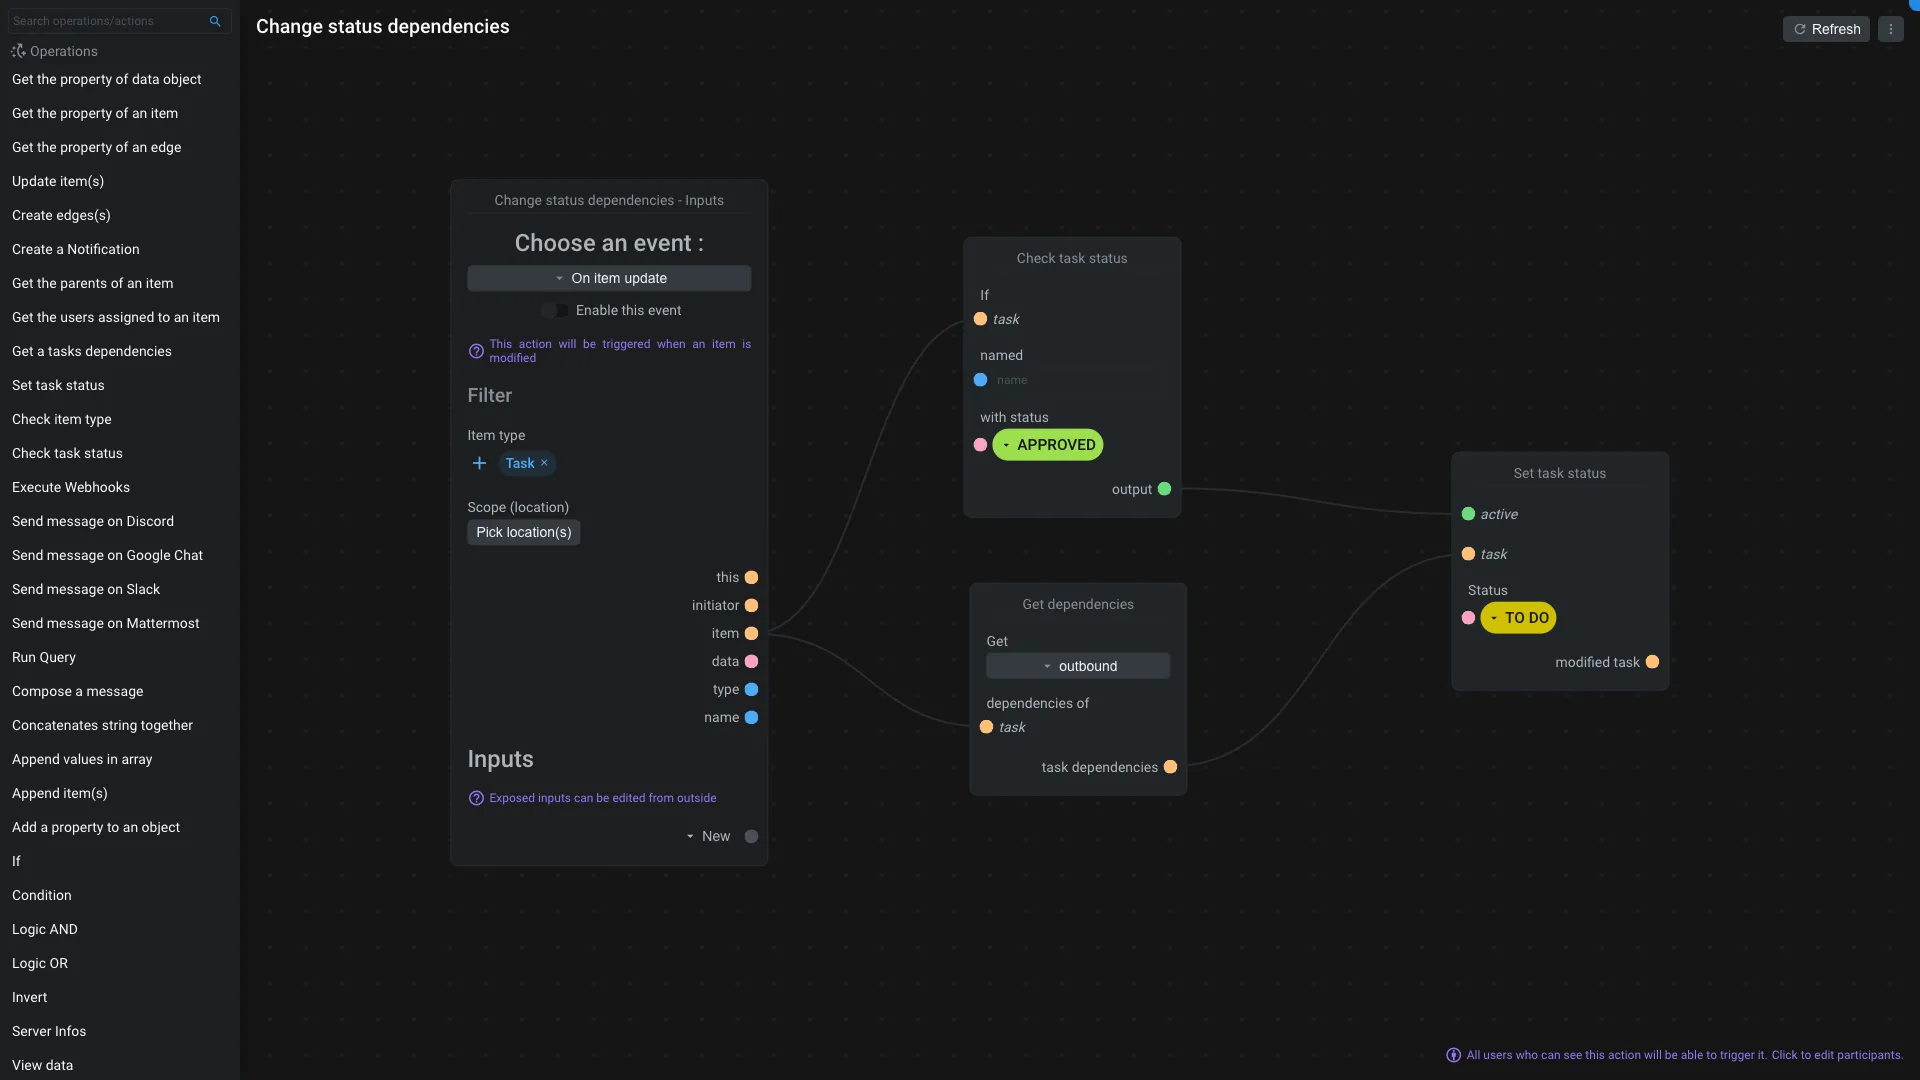 Search operations/actions
Operations
Get the property of data object
Get the property of an item
Get the property of an edge
Update item(s)
Create edges(s)
Create a Notification
Get the parents of an item
Get the users assigned to an item
Get a tasks dependencies
Set task status
Check item type
Check task status
Execute Webhooks
Send message on Discord
Send message on Google Chat
Send message on Slack
Send message on Mattermost
Run Query
Compose a message
Concatenates string together
Append values in array
Append item(s)
Add a property to an object
If
Condition
Logic AND
Logic OR
Invert
Server Infos
View data
Change status dependencies
Refresh
Change status dependencies - Inputs
Choose an event :
On item update
Enable this event
This action will be triggered when an item is
modified
Filter
Item type
Task ×
Scope (location)
Pick location(s)
this
initiator
item
data
type
name
Inputs
Exposed inputs can be edited from outside
New
Check task status
If
task
named
name
with status
APPROVED
output
Get dependencies
Get
outbound
dependencies of
task
task dependencies
Set task status
active
task
Status
TO DO
modified task
All users who can see this action will be able to trigger it. Click to edit participants.